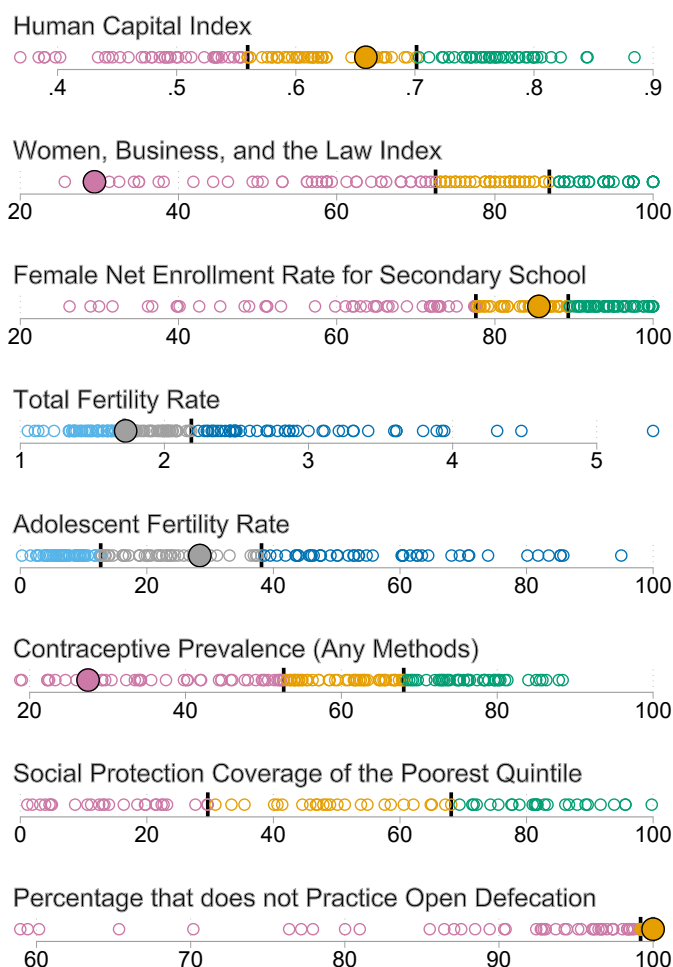 Human Capital Index
.4 .5 .6 .7 .8 .9
Women, Business, and the Law Index
20 40 60 80 100
Female Net Enrollment Rate for Secondary School
20 40 60 80 100
Total Fertility Rate
1 2 3 4 5
Adolescent Fertility Rate
0 20 40 60 80 100
Contraceptive Prevalence (Any Methods)
20 40 60 80 100
Social Protection Coverage of the Poorest Quintile
0 20 40 60 80 100
Percentage that does not Practice Open Defecation
60 70 80 90 100